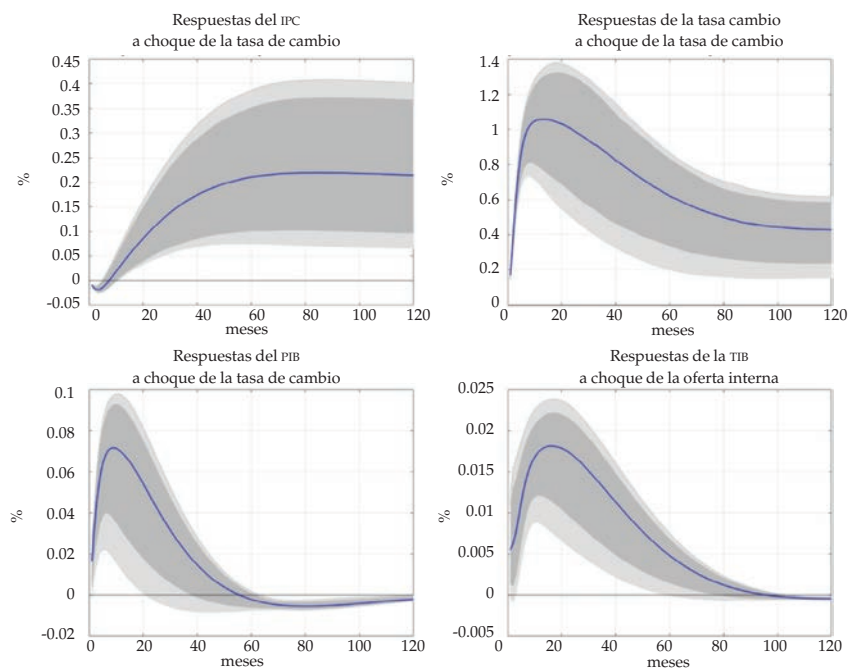 Respuestas del IPC
a choque de la tasa de cambio
0.45
0.4
0.35
0.3
0.25
0.2
0.15
0.1
0.05
0
-0.05
%
0 20 40 60 80 100 120
meses
Respuestas de la tasa cambio
a choque de la tasa de cambio
1.4
1.2
1
0.8
0.6
0.4
0.2
0
%
0 20 40 60 80 100 120
meses
Respuestas del PIB
a choque de la tasa de cambio
0.1
0.08
0.06
0.04
0.02
0
-0.02
%
0 20 40 60 80 100 120
meses
Respuestas de la TIB
a choque de la oferta interna
0.025
0.02
0.015
0.01
0.005
0
-0.005
%
0 20 40 60 80 100 120
meses